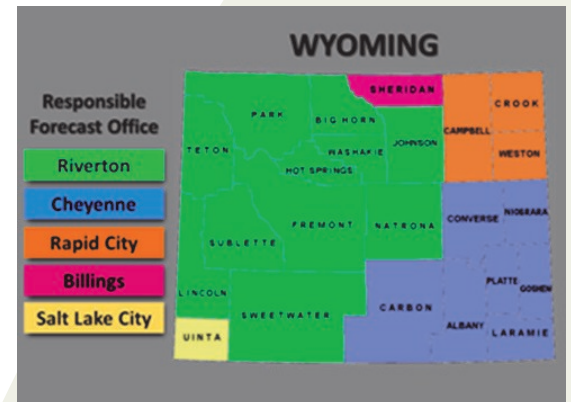 WYOMING
Responsible
Forecast Office
Riverton
Cheyenne
Rapid City
Billings
Salt Lake City
SHERIDAN
PARK
BIG HORN
CROOK
CAMPBELL
TETON
WASHAKIE
JOHNSON
WESTON
HOT SPRINGS
FREMONT
NATRONA
CONVERSE
NIOBRARA
SUBLETTE
LINCOLN
SWEETWATER
CARBON
PLATTE
GOSHEN
ALBANY
LARAMIE
UINTA